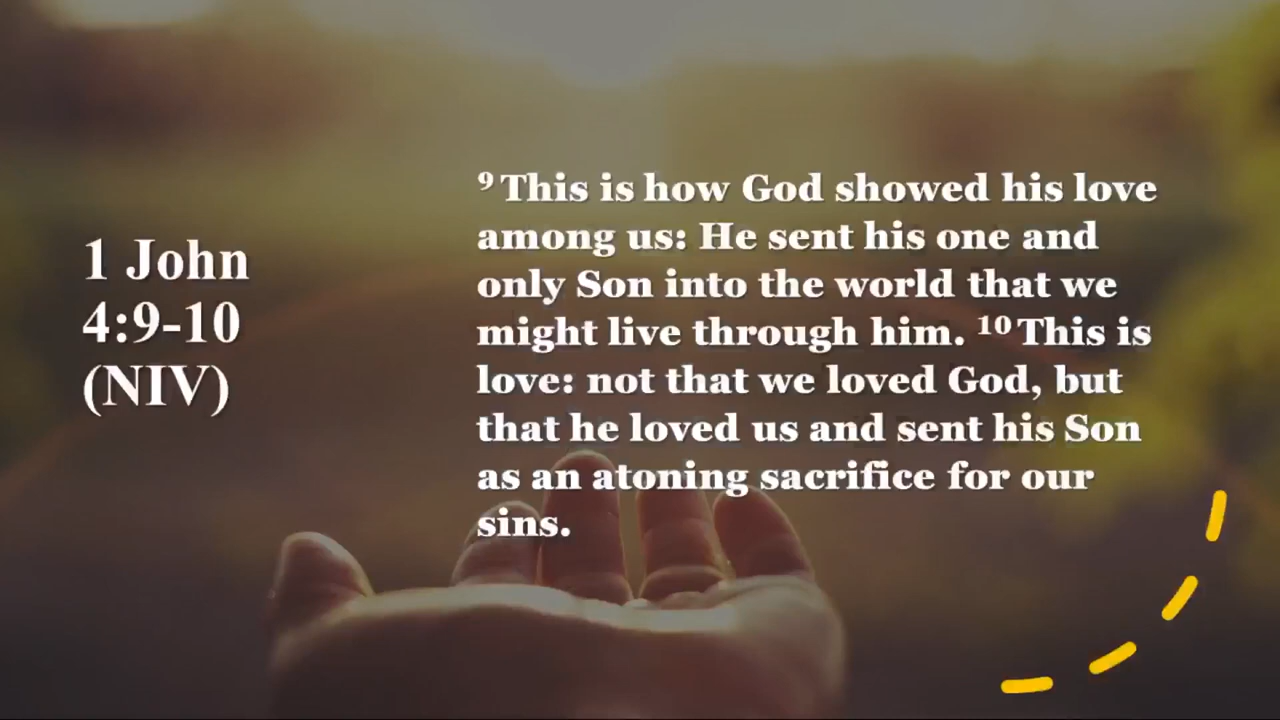 1 John
4:9-10
(NIV)
⁹ This is how God showed his love
among us: He sent his one and
only Son into the world that we
might live through him. ¹⁰ This is
love: not that we loved God, but
that he loved us and sent his Son
as an atoning sacrifice for our
sins.